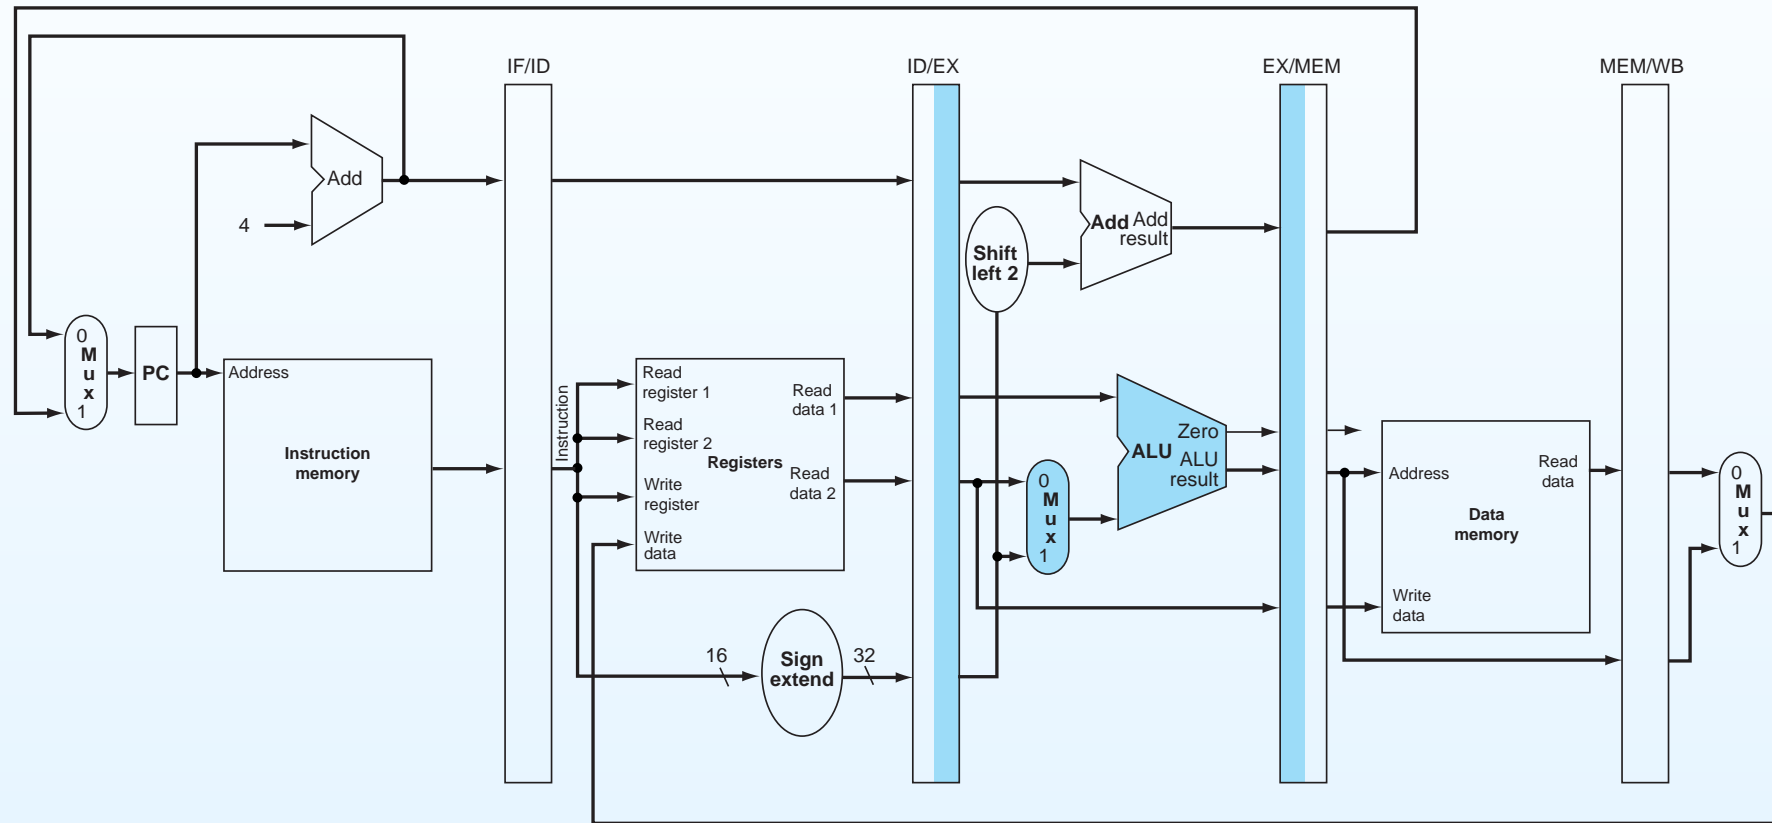 IF/ID
ID/EX
EX/MEM
MEM/WB
Add
4
Add Add
result
Shift
left 2
0
M
u
x
1
PC
Address
Instruction
memory
Instruction
Read
register 1
Read
register 2
Write
register
Write
data
Registers
Read
data 1
Read
data 2
16
Sign
extend
32
0
M
u
x
1
Zero
ALU
ALU
result
Address
Read
data
Data
memory
Write
data
0
M
u
x
1